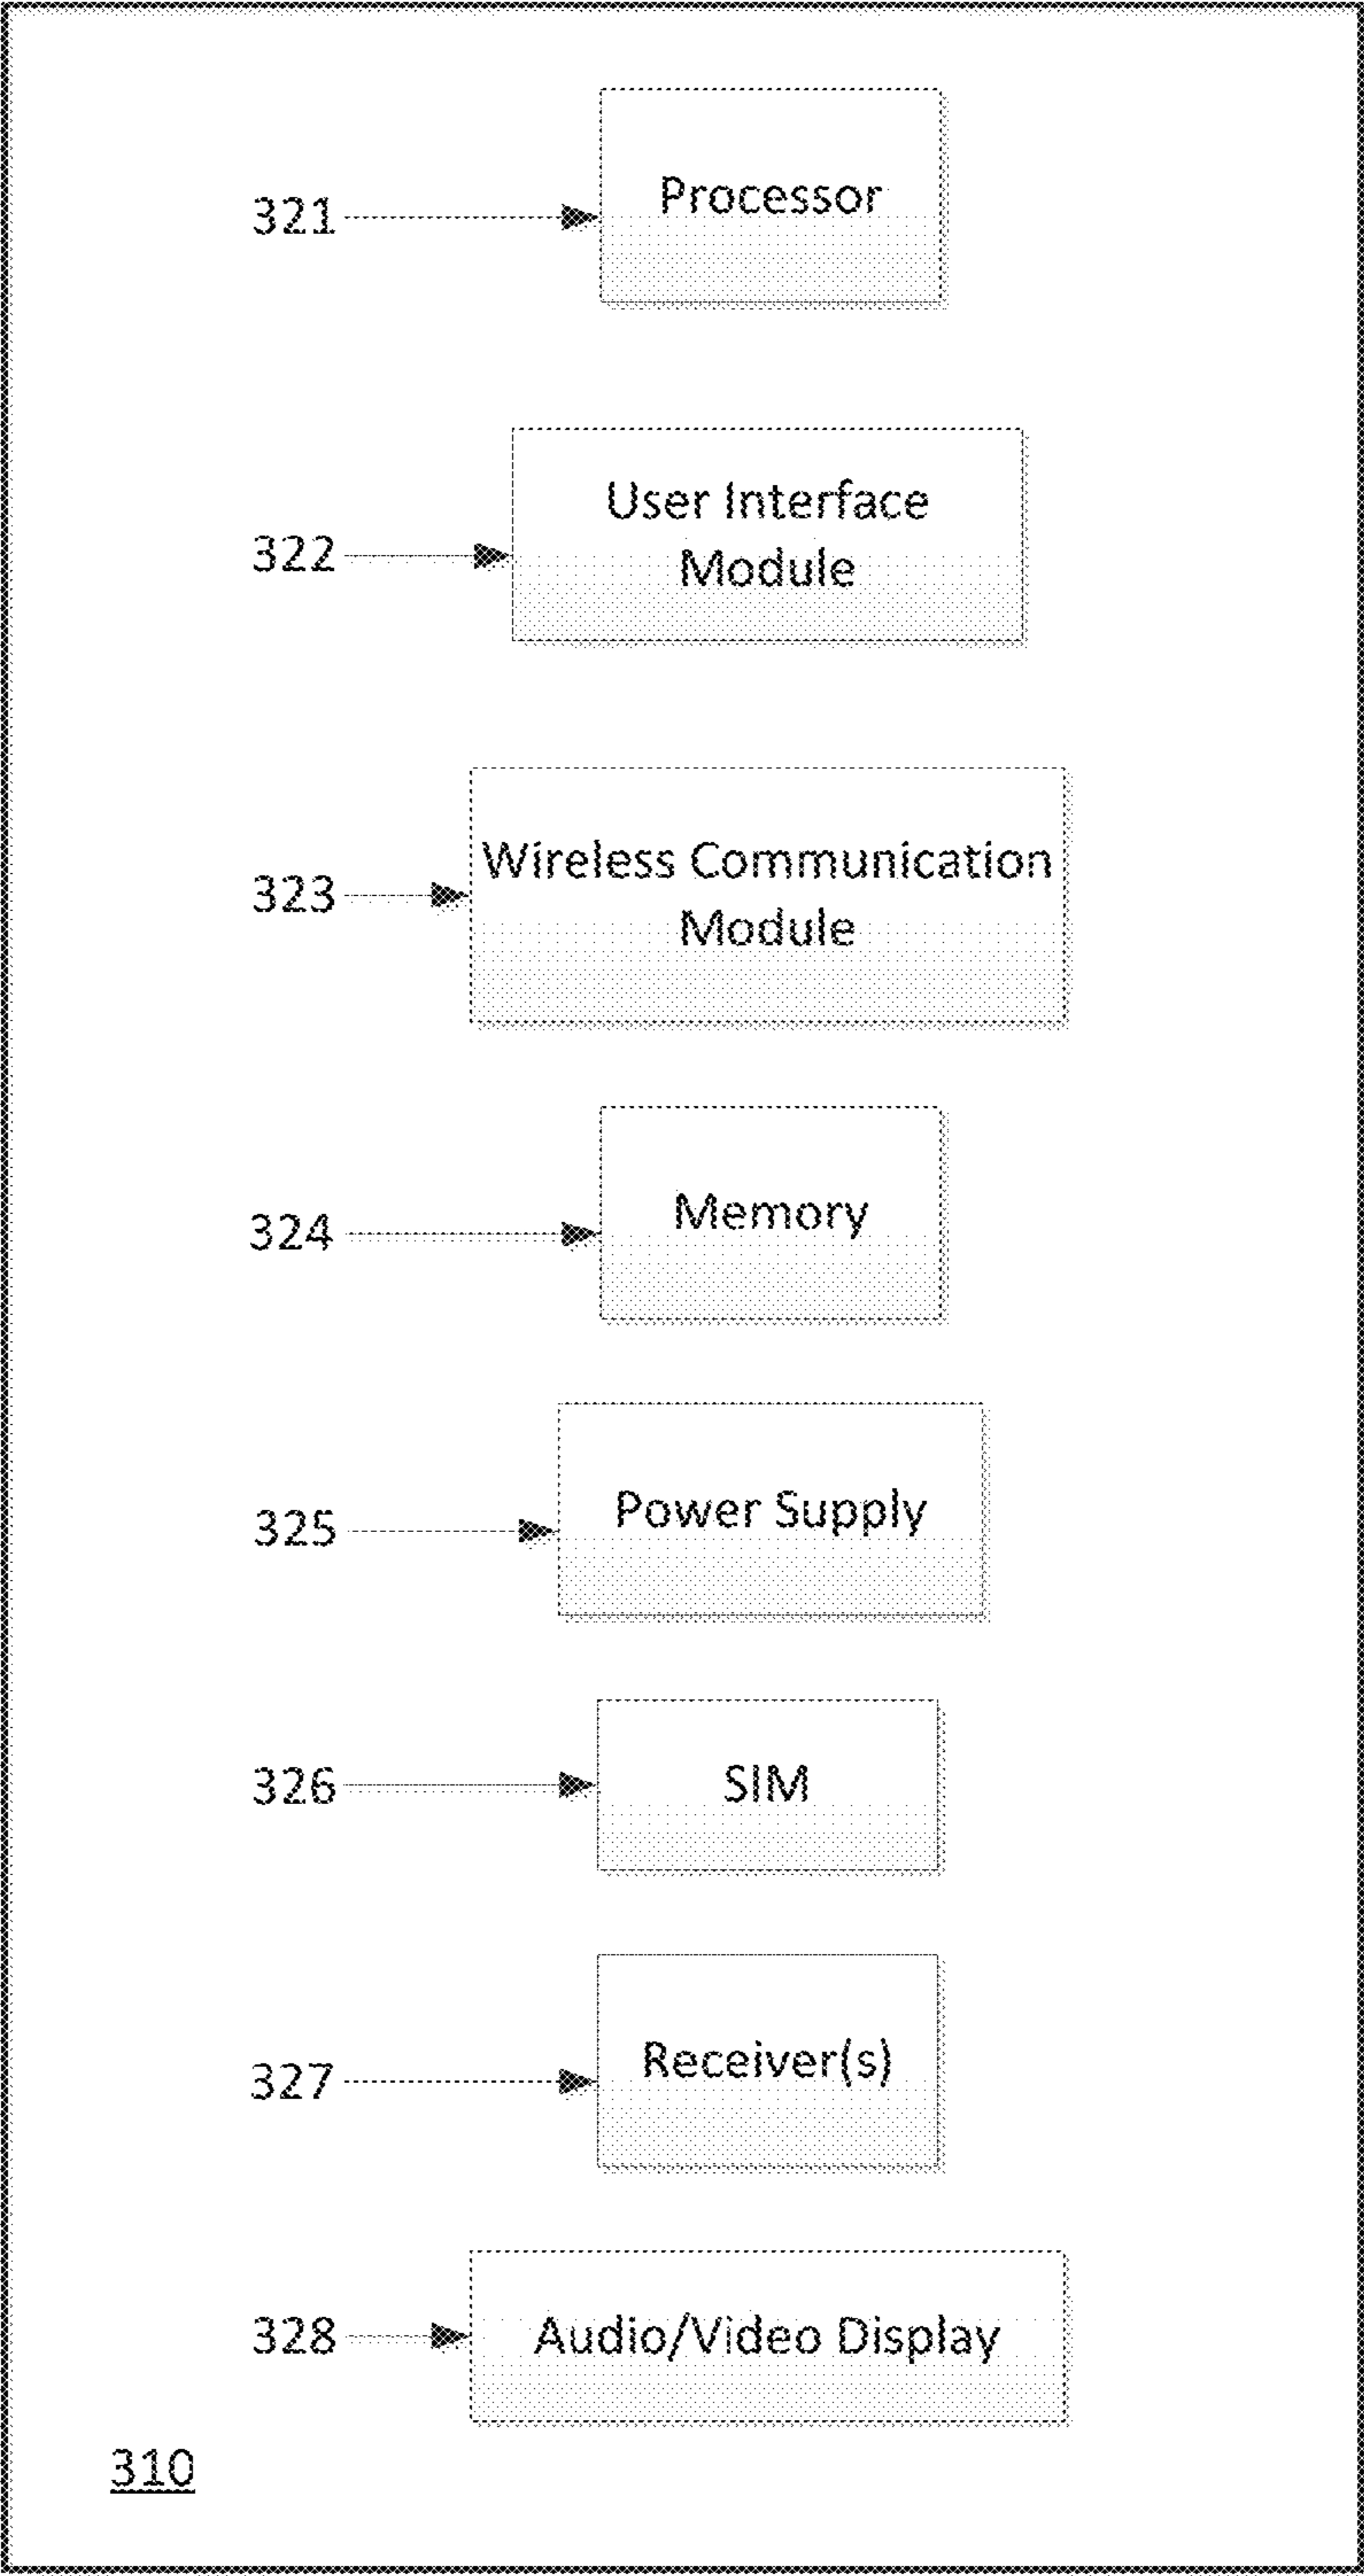 321
Processor
322
User Interface
Module
323
Wireless Communication
Module
324
Memory
325
Power Supply
326
SIM
327
Receiver(s)
328
Audio/Video Display
310